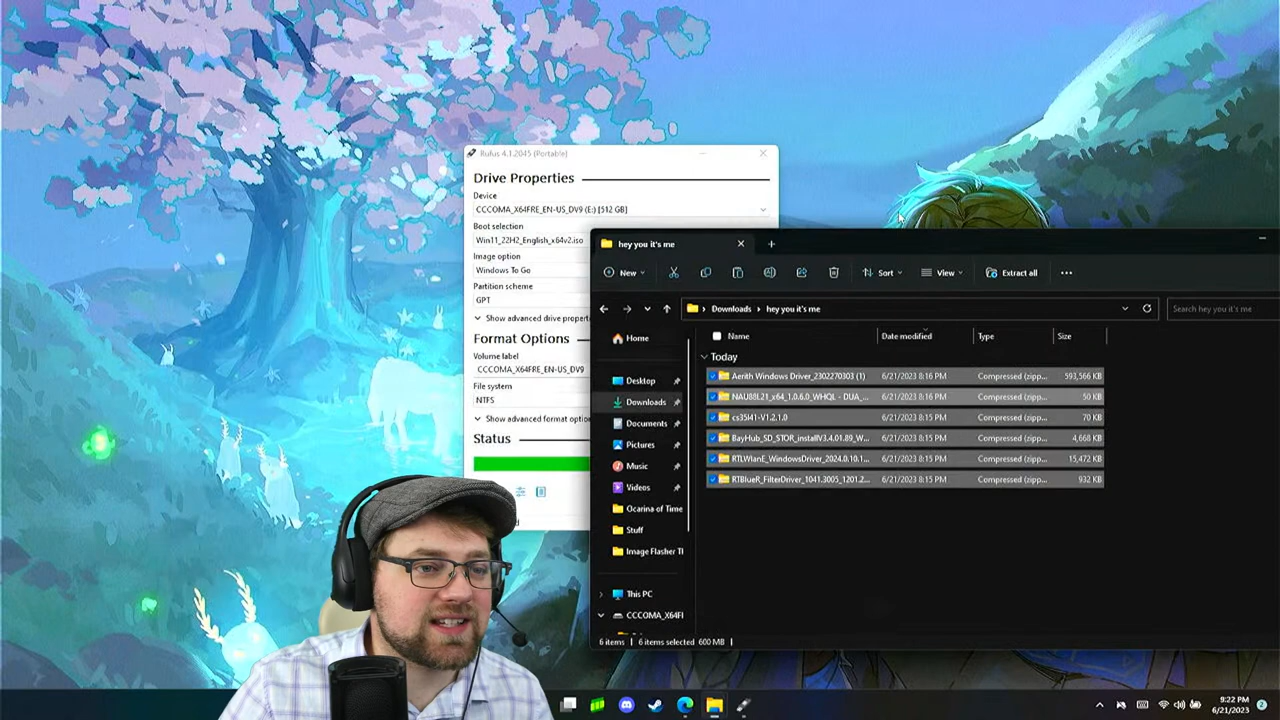 Rufus 4.1.2045 (Portable)
Drive Properties
Device
CCCOMA_X64FRE_EN-US_DV9 (E:) [512 GB]
Boot selection
Win11_22H2_English_x64v2.iso
Image option
Windows To Go
Partition scheme
GPT
Show advanced drive properti
Format Options
Volume label
CCCOMA_X64FRE_EN-US_DV9
File system
NTFS
Show advanced format option
Status
hey you it's me
New
Sort
View
Extract all
Downloads > hey you it's me
Search hey you it's me
Home
Desktop
Downloads
Documents
Pictures
Music
Videos
Ocarina of Time
Stuff
Image Flasher Tl
This PC
CCCOMA_X64FI
Name Date modified Type Size
Today
Aerith Windows Driver_2302270303 (1) 6/21/2023 8:16 PM Compressed (zipp... 593,566 KB
NAU88L21_x64_1.0.6.0_WHQL - DUA_... 6/21/2023 8:16 PM Compressed (zipp... 50 KB
cs35l41-V1.2.1.0 6/21/2023 8:15 PM Compressed (zipp... 70 KB
BayHub_SD_STOR_installV3.4.01.89_W... 6/21/2023 8:15 PM Compressed (zipp... 4,668 KB
RTLWlanE_WindowsDriver_2024.0.10.1... 6/21/2023 8:15 PM Compressed (zipp... 15,472 KB
RTBlueR_FilterDriver_1041.3005_1201.2... 6/21/2023 8:15 PM Compressed (zipp... 932 KB
6 items 6 items selected 600 MB
9:22 PM
6/21/2023